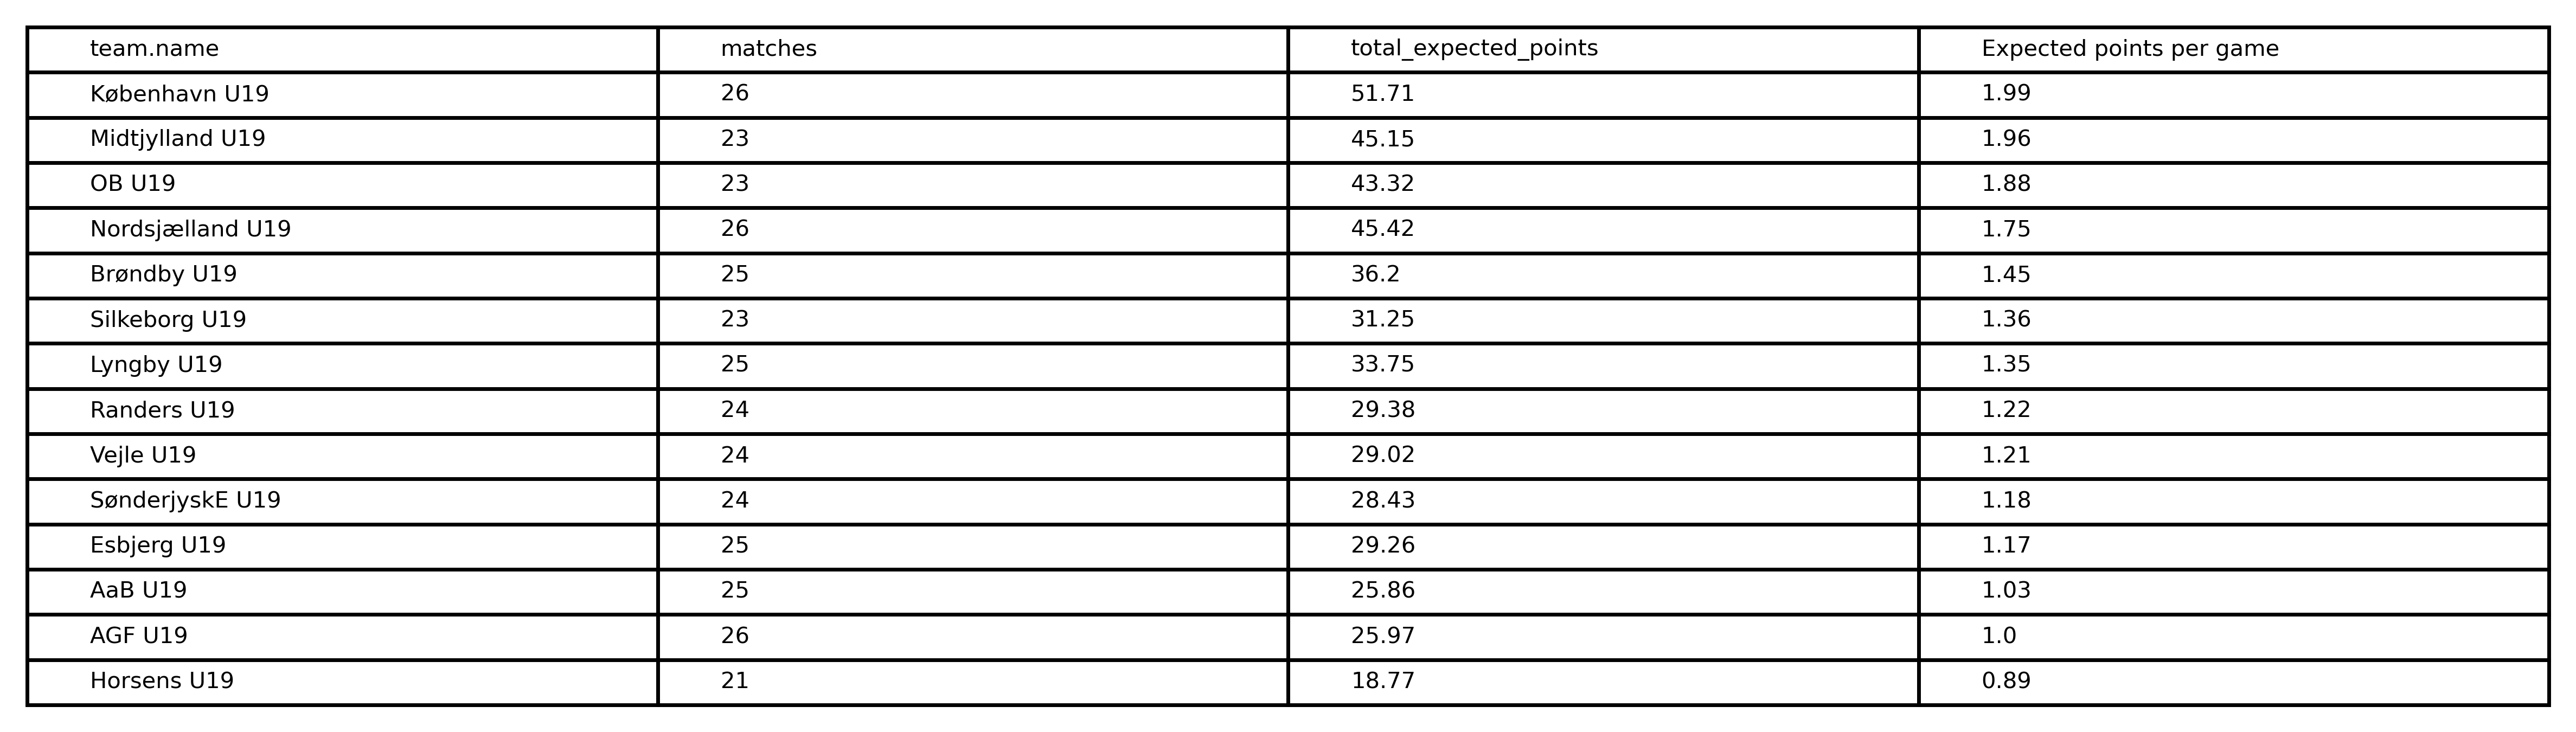 team.name matches total_expected_points Expected points per game
København U19 26 51.71 1.99
Midtjylland U19 23 45.15 1.96
OB U19 23 43.32 1.88
Nordsjælland U19 26 45.42 1.75
Brøndby U19 25 36.2 1.45
Silkeborg U19 23 31.25 1.36
Lyngby U19 25 33.75 1.35
Randers U19 24 29.38 1.22
Vejle U19 24 29.02 1.21
SønderjyskE U19 24 28.43 1.18
Esbjerg U19 25 29.26 1.17
AaB U19 25 25.86 1.03
AGF U19 26 25.97 1.0
Horsens U19 21 18.77 0.89